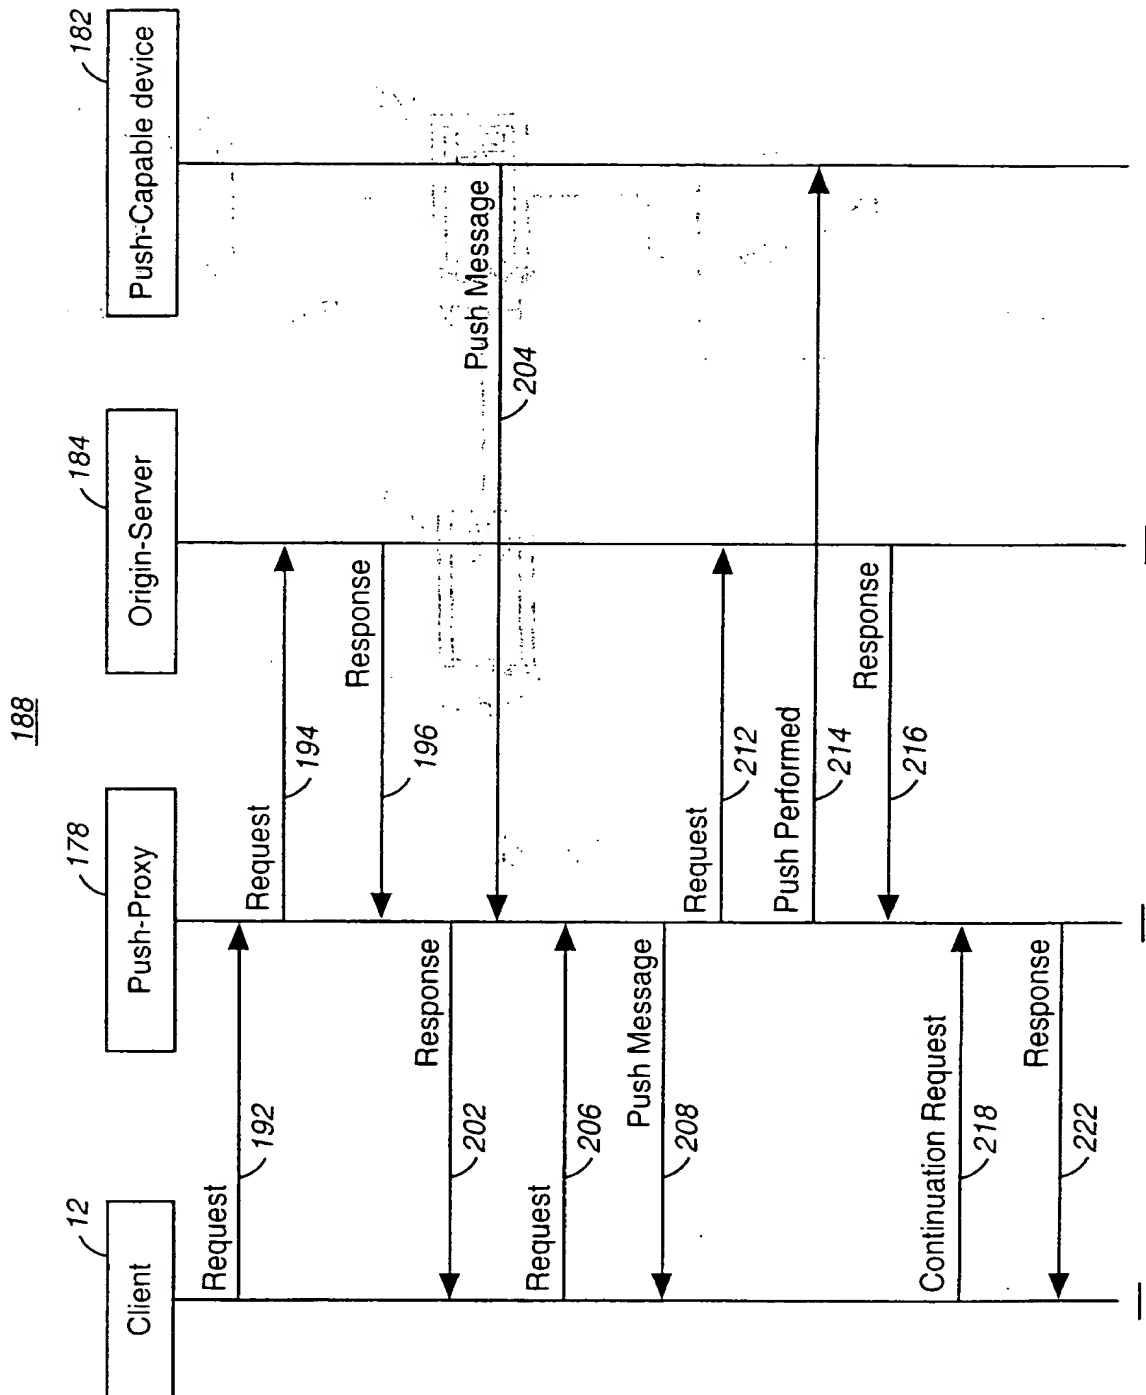 188
12
Client
178
Push-Proxy
184
Origin-Server
182
Push-Capable device
Request
192
Request
194
Response
196
Response
202
Push Message
204
Request
206
Push Message
208
Request
212
Push Performed
214
Response
216
Continuation Request
218
Response
222